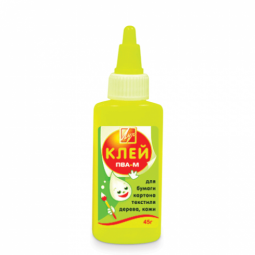 КЛЕЙ
ПВА-М
для
бумаги
картона
текстиля
дерева, кожи
45г